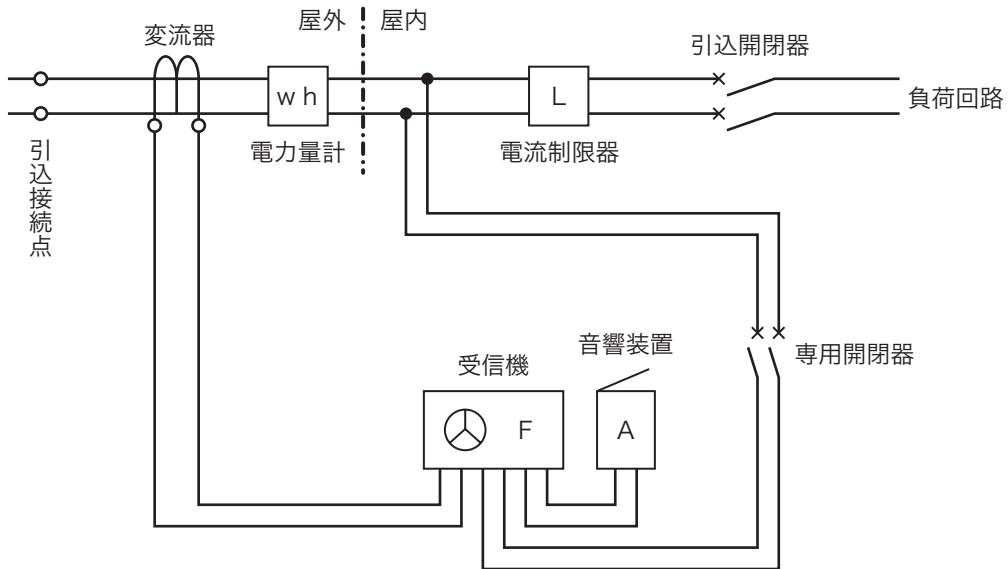 屋外
屋内
変流器
引込開閉器
w h
L
負荷回路
引込接続点
電力量計
電流制限器
音響装置
専用開閉器
受信機
F
A